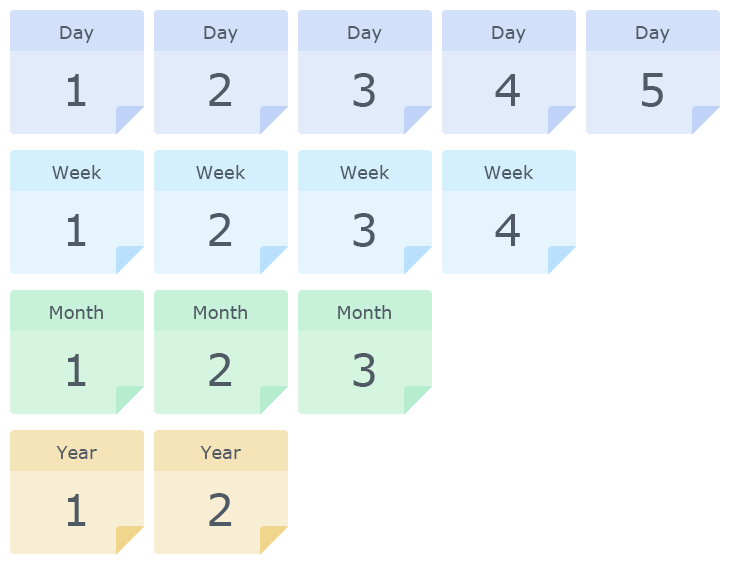 Day Day Day Day Day
1 2 3 4 5
Week Week Week Week
1 2 3 4
Month Month Month
1 2 3
Year Year
1 2